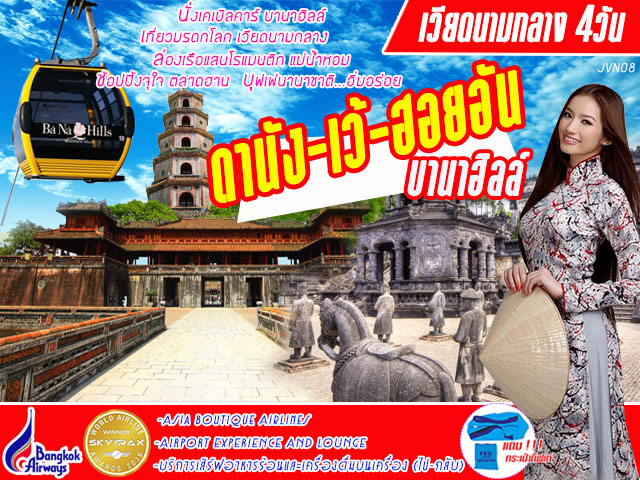 นั่งเคเบิลคาร์ บานาฮิลล์
เที่ยวมรดกโลก เวียดนามกลาง
ล่องเรือแสนโรแมนติก แม่น้ำหอม
ช้อปปิ้งจุใจ ตลาดฮาน บุฟเฟ่นานาชาติ...อิ่มอร่อย
เวียดนามกลาง 4วัน
JVN08
Ba Na Hills
10
ดานัง-เว้-ฮอยอัน
บานาฮิลล์
Bangkok Airways
WORLD AIRLINE
WINNER
SKYTRAX
AWARDS 2016
-ASIA BOUTIQUE AIRLINES
-AIRPORT EXPERIENCE AND LOUNGE
-บริการเสิร์ฟอาหารร้อนและเครื่องดื่มบนเครื่อง (ไป-กลับ)
แถม !!!
กระเป๋ากิ๊ฟท์